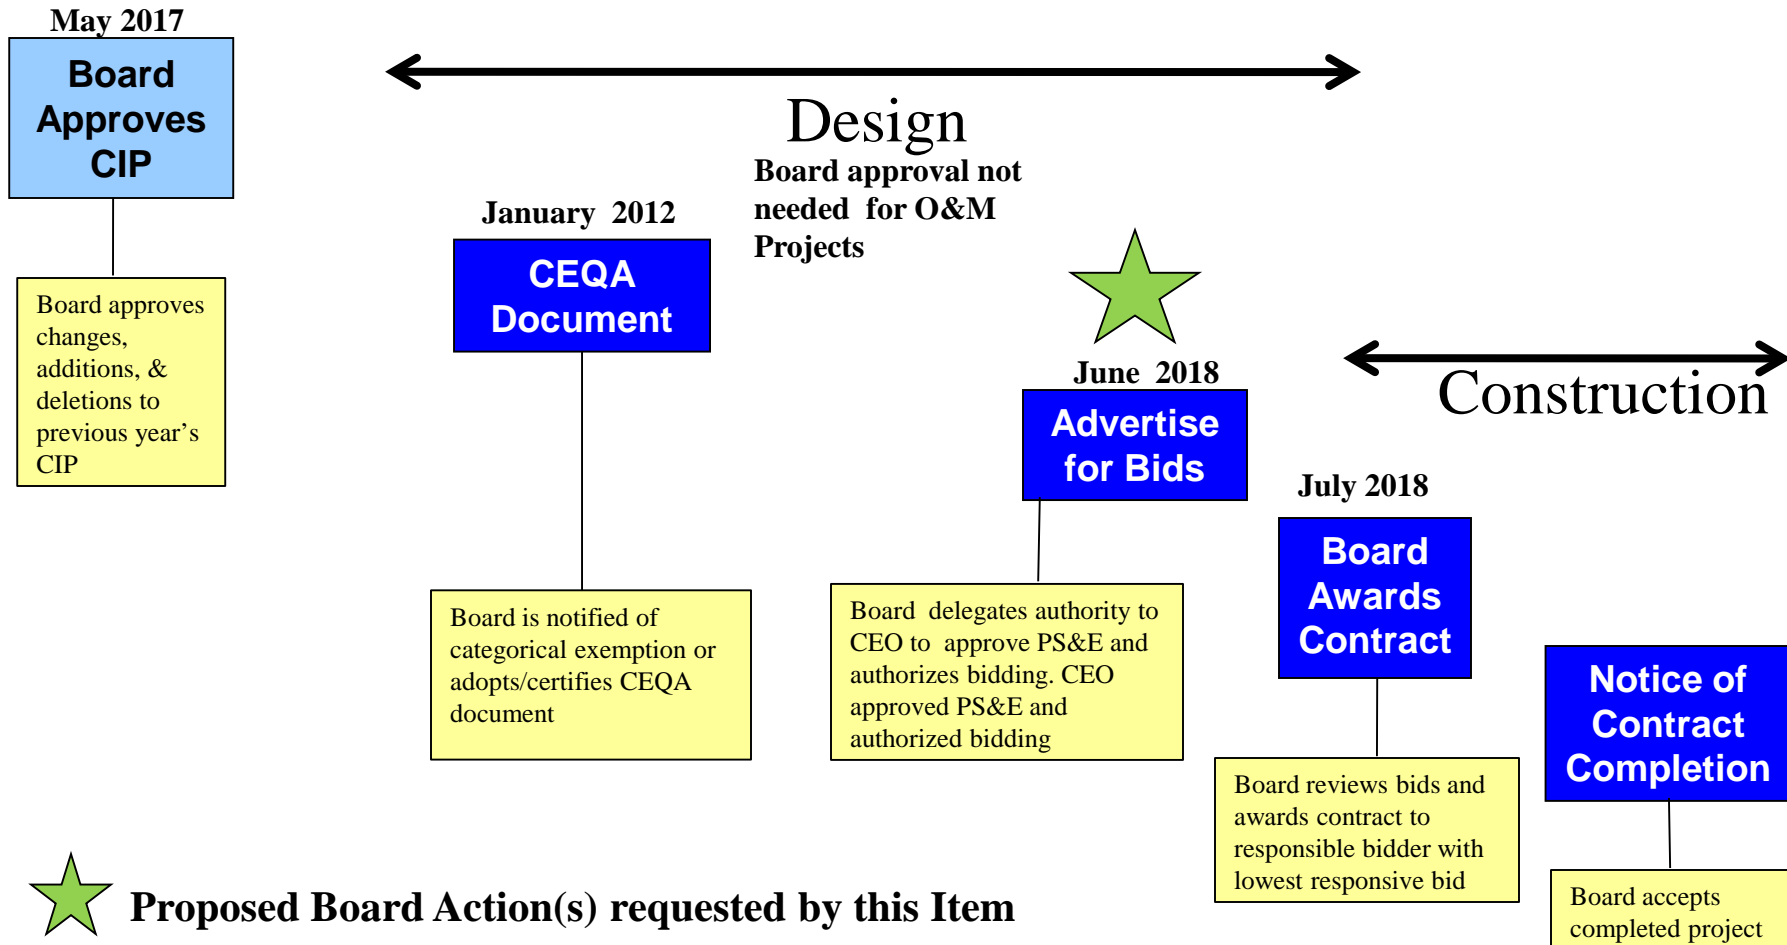 May 2017
Board
Approves
CIP
Board approves
changes,
additions, &
deletions to
previous year's
CIP
Design
Board approval not
needed for O&M
Projects
January 2012
CEQA
Document
Board is notified of
categorical exemption or
adopts/certifies CEQA
document
June 2018
Advertise
for Bids
Board delegates authority to
CEO to approve PS&E and
authorizes bidding. CEO
approved PS&E and
authorized bidding
Construction
July 2018
Board
Awards
Contract
Board reviews bids and
awards contract to
responsible bidder with
lowest responsive bid
Notice of
Contract
Completion
Board accepts
completed project
Proposed Board Action(s) requested by this Item